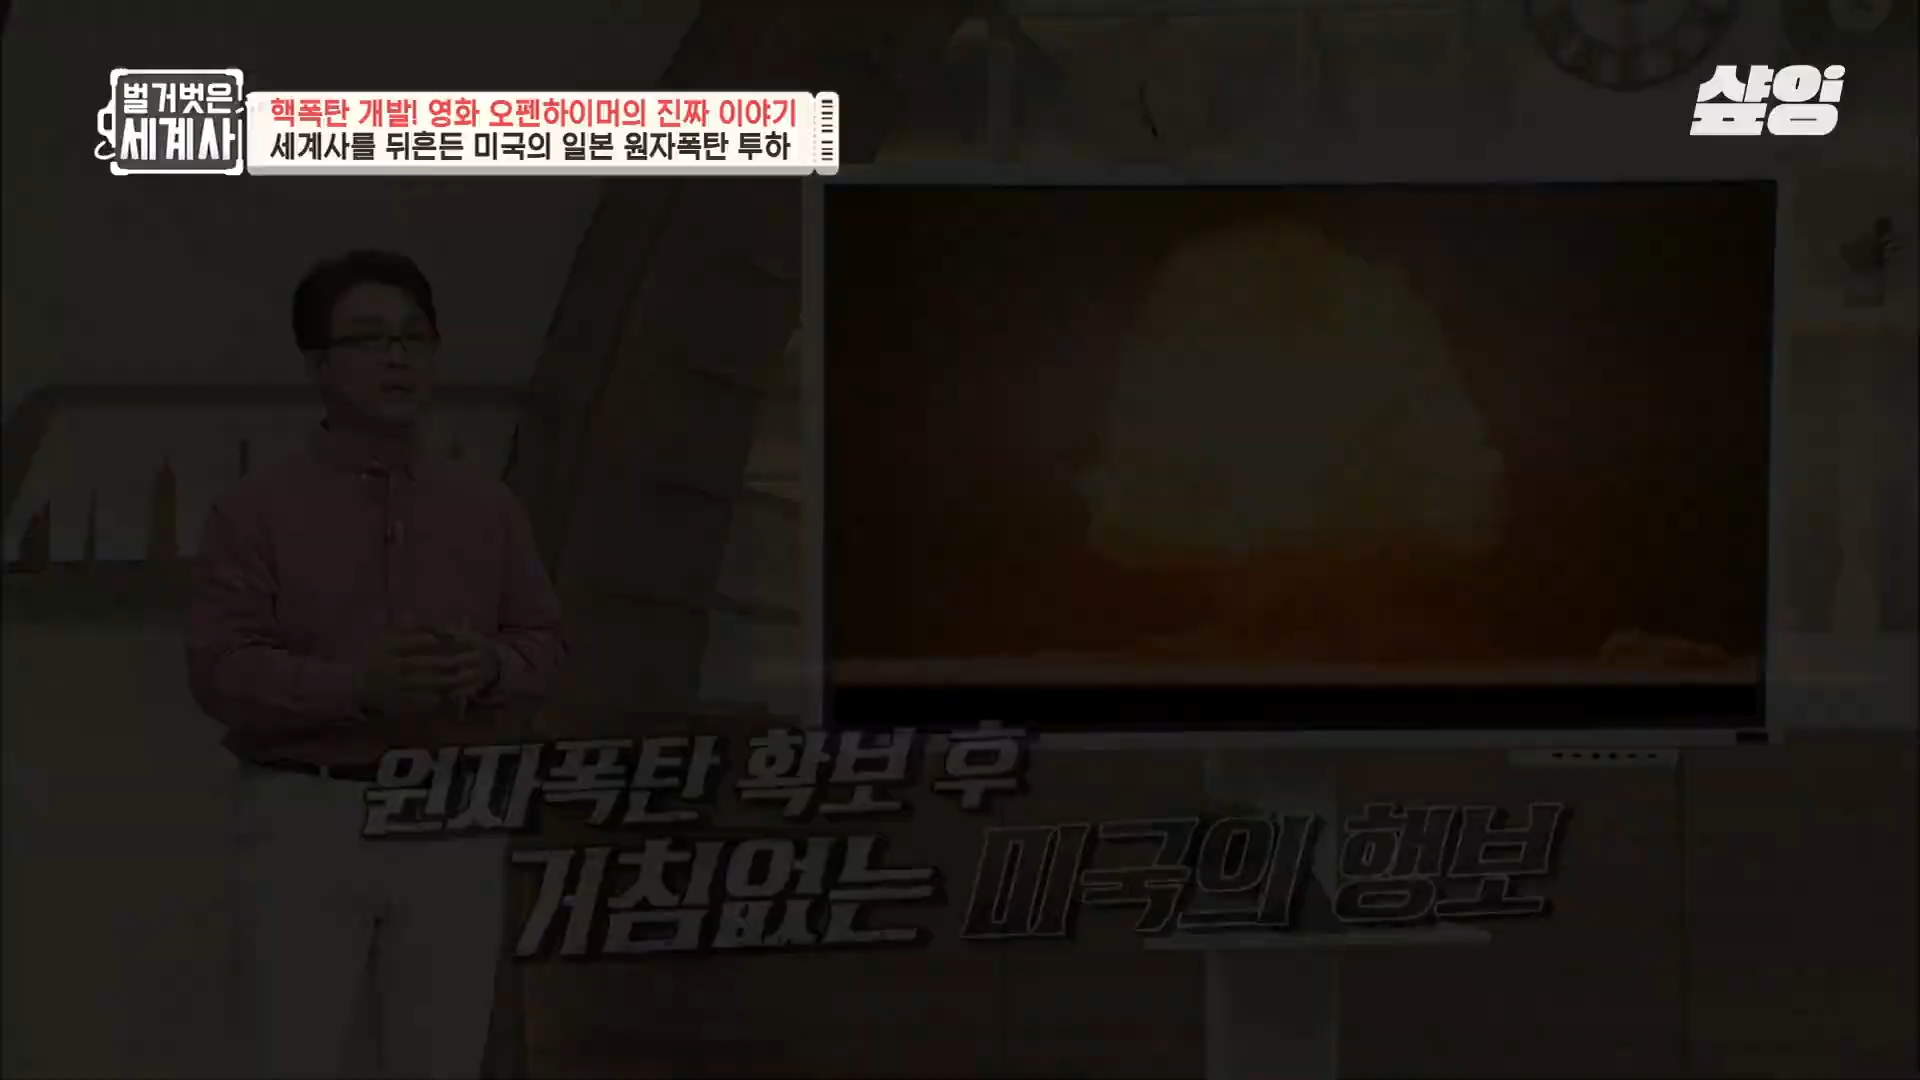 벌거벗은
세계사
핵폭탄 개발! 영화 오펜하이머의 진짜 이야기
세계사를 뒤흔든 미국의 일본 원자폭탄 투하
샾잉
원자폭탄 확보 후
거침없는 미국의 행보